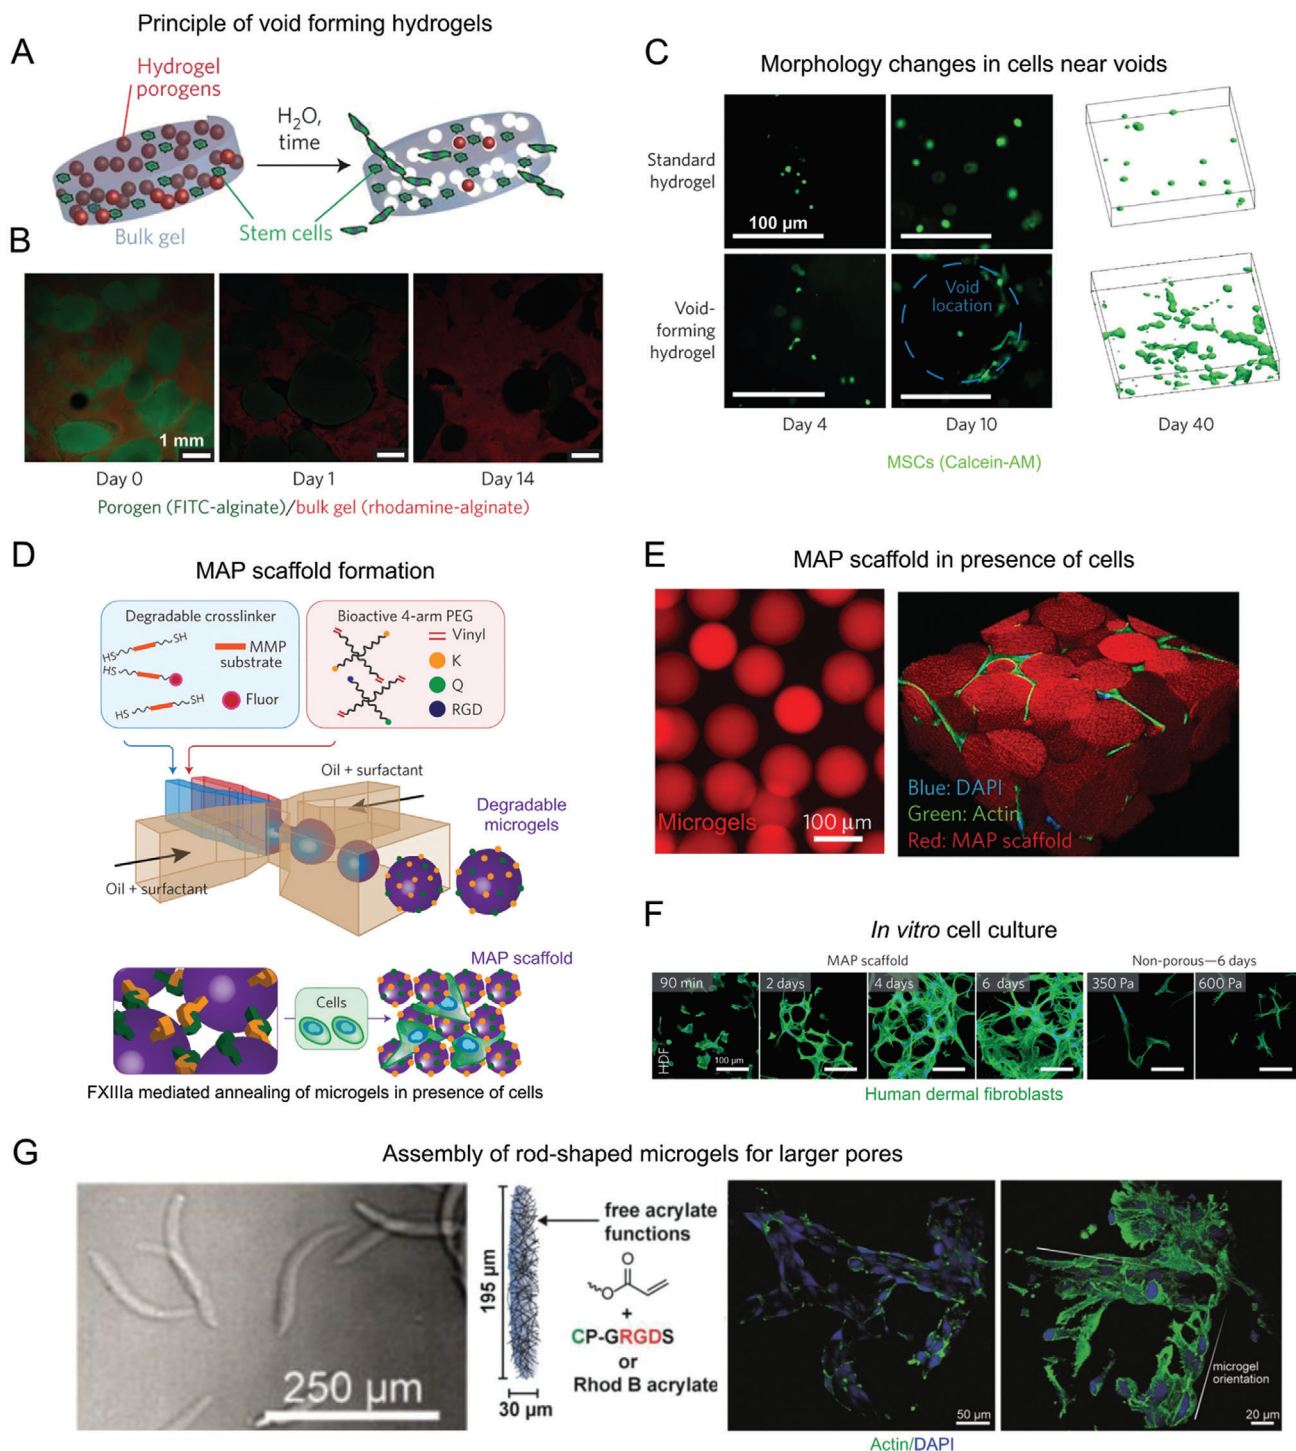 Principle of void forming hydrogels
A
Hydrogel
porogens
H2O,
time
Bulk gel
Stem cells
B
1 mm
Day 0
Day 1
Day 14
Porogen (FITC-alginate)/bulk gel (rhodamine-alginate)
C
Morphology changes in cells near voids
Standard
hydrogel
100 µm
Void-
forming
hydrogel
Void
location
Day 4
Day 10
Day 40
MSCs (Calcein-AM)
D
MAP scaffold formation
Degradable crosslinker
HS
SH
MMP
substrate
HS
Fluor
HS
SH
Bioactive 4-arm PEG
Vinyl
K
Q
RGD
Oil + surfactant
Degradable
microgels
Oil + surfactant
MAP scaffold
Cells
FXIIIa mediated annealing of microgels in presence of cells
E
MAP scaffold in presence of cells
Microgels
100 µm
Blue: DAPI
Green: Actin
Red: MAP scaffold
F
In vitro cell culture
MAP scaffold
Non-porous—6 days
90 min
2 days
4 days
6 days
350 Pa
600 Pa
HDF
100 µm
Human dermal fibroblasts
G
Assembly of rod-shaped microgels for larger pores
250 µm
195 µm
30 µm
free acrylate
functions
O
O
+
CP-GRGDS
or
Rhod B acrylate
50 µm
microgel
orientation
20 µm
Actin/DAPI